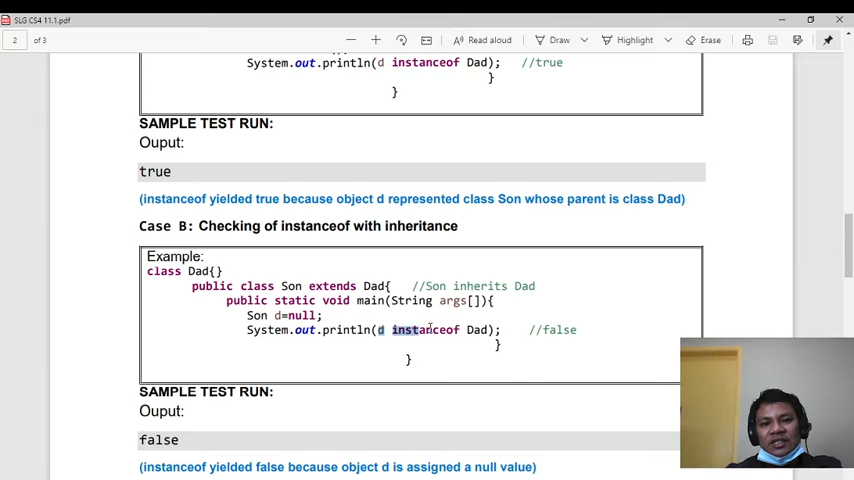 SLG CS4 11.1.pdf
2 of 3 Read aloud Draw Highlight Erase
System.out.println(d instanceof Dad); //true
}
}
SAMPLE TEST RUN:
Ouput:
true
(instanceof yielded true because object d represented class Son whose parent is class Dad)
Case B: Checking of instanceof with inheritance
Example:
class Dad{}
public class Son extends Dad{ //Son inherits Dad
public static void main(String args[]){
Son d=null;
System.out.println(d instanceof Dad); //false
}
}
SAMPLE TEST RUN:
Ouput:
false
(instanceof yielded false because object d is assigned a null value)